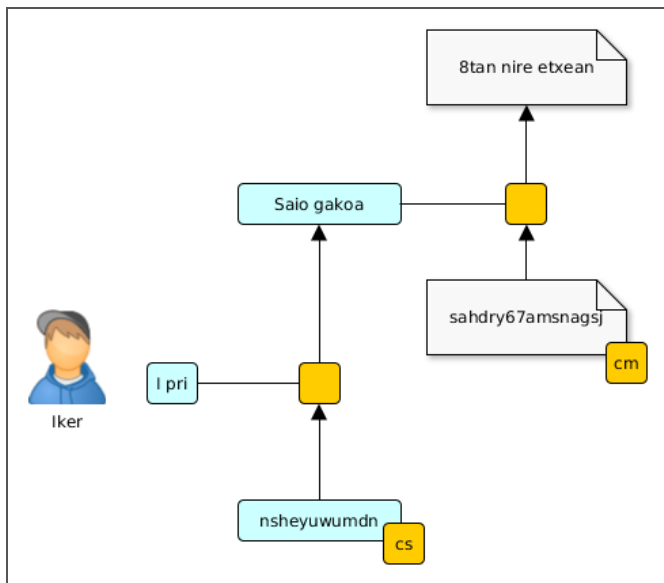 8tan nire etxean
Saio gakoa
sahdry67amsnagsj
cm
I pri
Iker
nsheyuwumdn
cs